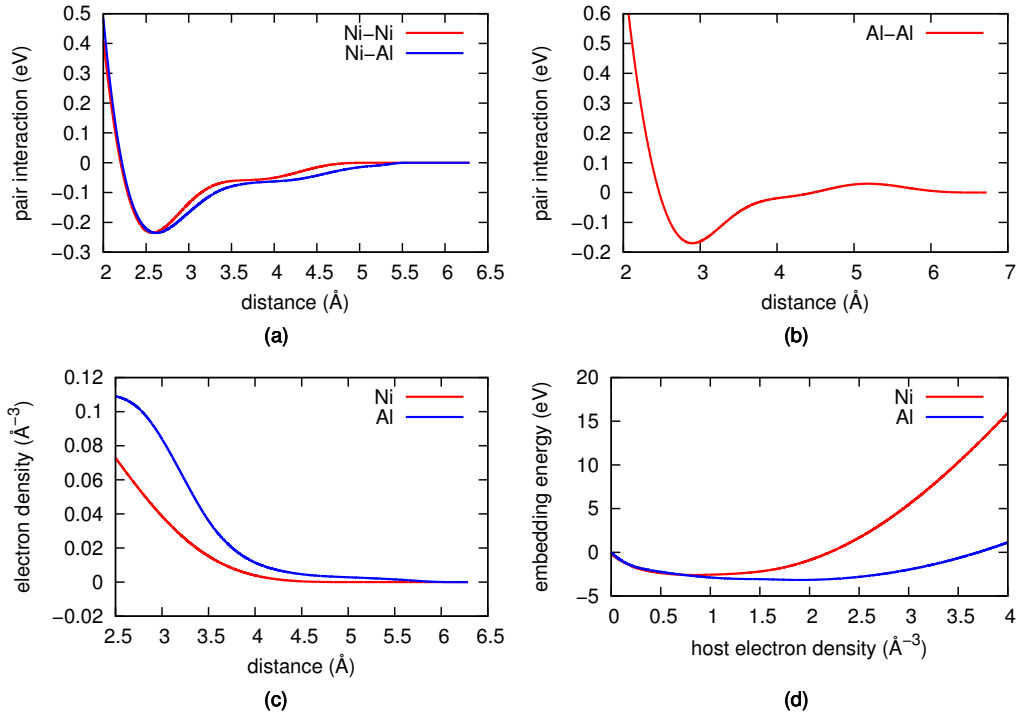 pair interaction (eV)
0.5
0.4
0.3
0.2
0.1
0
−0.1
−0.2
−0.3
2 2.5 3 3.5 4 4.5 5 5.5 6 6.5
distance (Å)
Ni−Ni
Ni−Al
(a)
pair interaction (eV)
0.6
0.5
0.4
0.3
0.2
0.1
0
−0.1
−0.2
2 3 4 5 6 7
distance (Å)
Al−Al
(b)
electron density (Å⁻³)
0.12
0.1
0.08
0.06
0.04
0.02
0
−0.02
2.5 3 3.5 4 4.5 5 5.5 6 6.5
distance (Å)
Ni
Al
(c)
embedding energy (eV)
20
15
10
5
0
−5
0 0.5 1 1.5 2 2.5 3 3.5 4
host electron density (Å⁻³)
Ni
Al
(d)